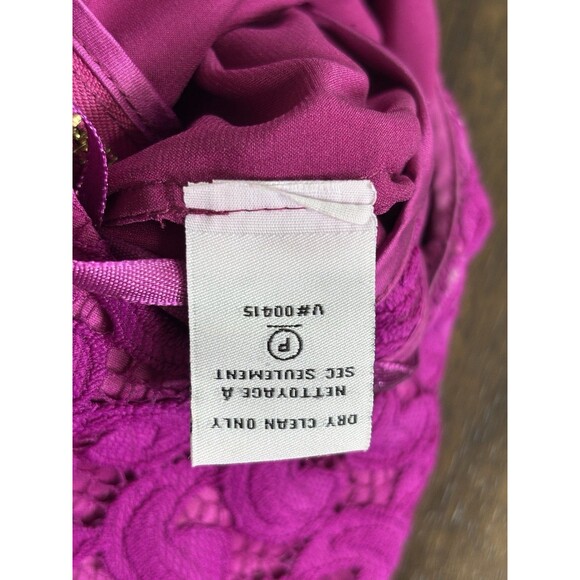 DRY CLEAN ONLY
NETTOYAGE Á
SEC SEULEMENT
P
V#00415